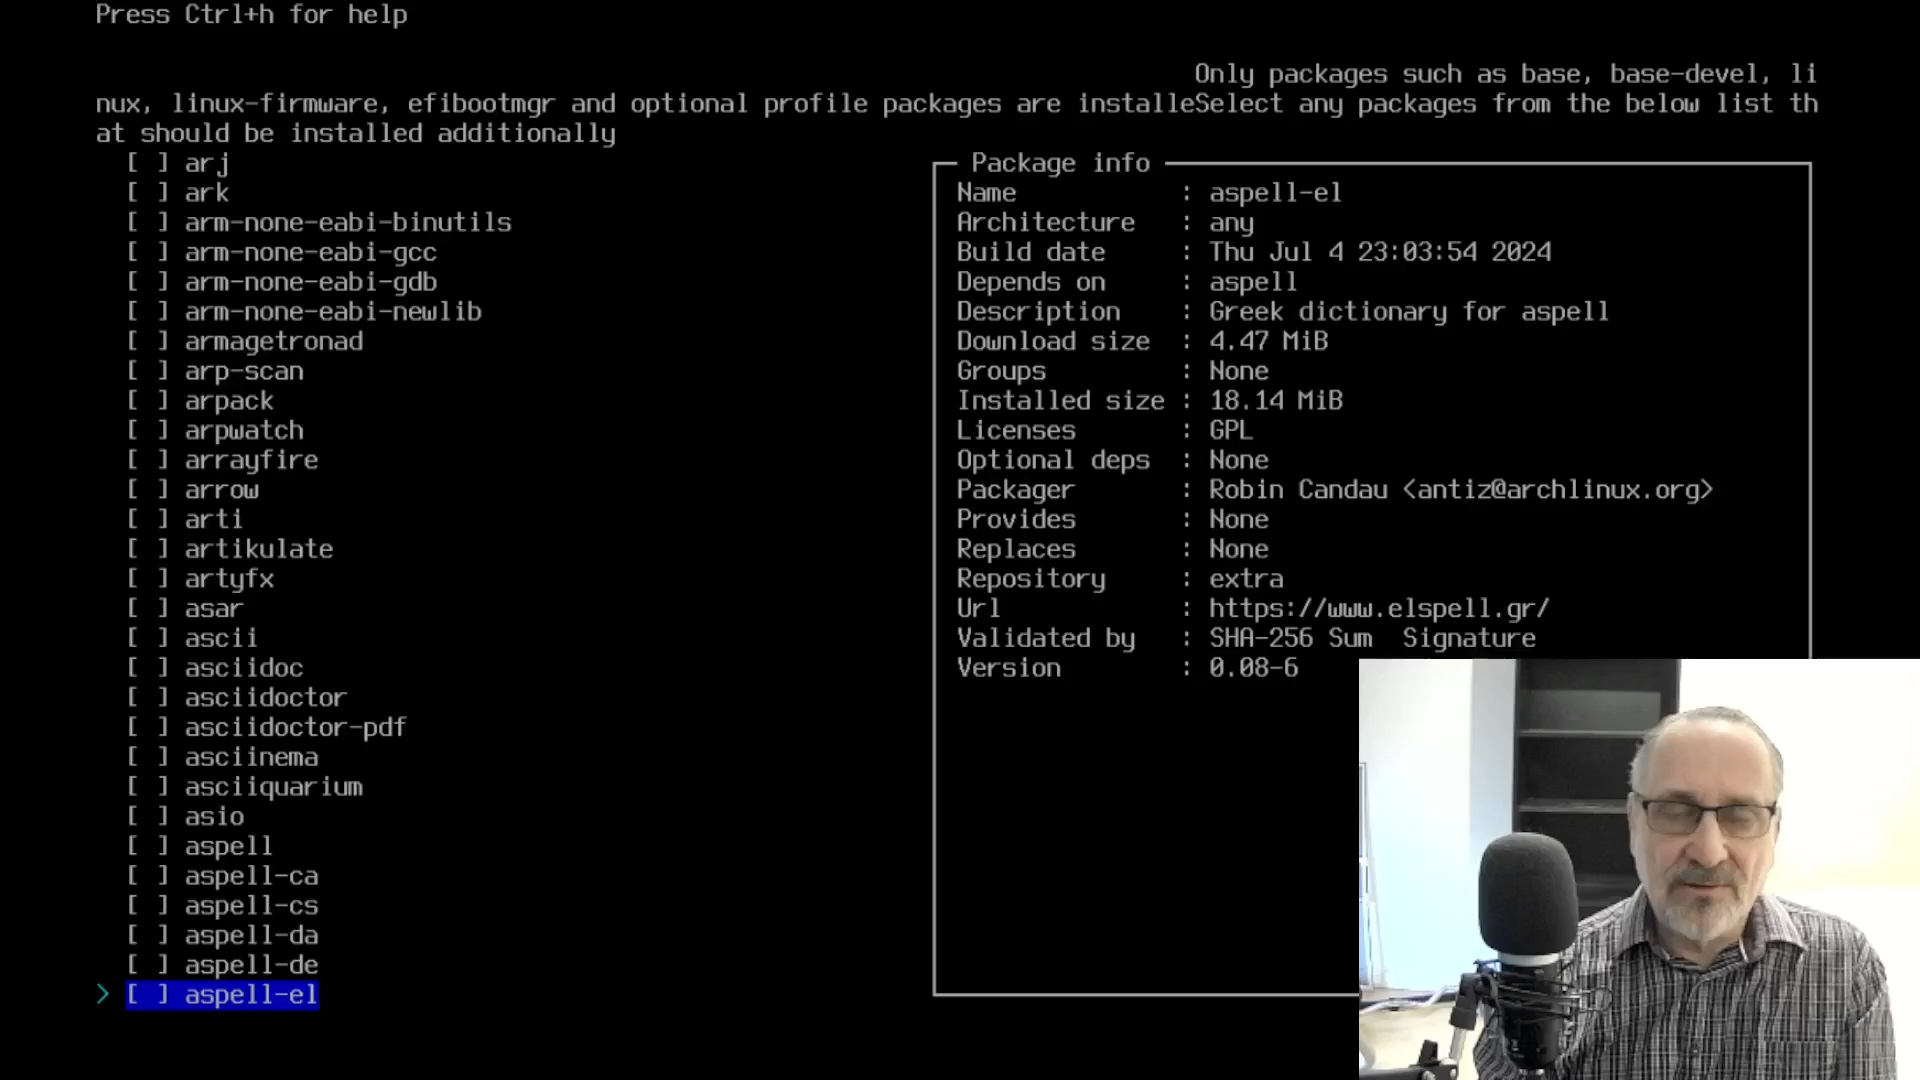 Press Ctrl+h for help
Only packages such as base, base-devel, li
nux, linux-firmware, efibootmgr and optional profile packages are installeSelect any packages from the below list th
at should be installed additionally
[ ] arj
[ ] ark
[ ] arm-none-eabi-binutils
[ ] arm-none-eabi-gcc
[ ] arm-none-eabi-gdb
[ ] arm-none-eabi-newlib
[ ] armagetronad
[ ] arp-scan
[ ] arpack
[ ] arpwatch
[ ] arrayfire
[ ] arrow
[ ] arti
[ ] artikulate
[ ] artyfx
[ ] asar
[ ] ascii
[ ] asciidoc
[ ] asciidoctor
[ ] asciidoctor-pdf
[ ] asciinema
[ ] asciiquarium
[ ] asio
[ ] aspell
[ ] aspell-ca
[ ] aspell-cs
[ ] aspell-da
[ ] aspell-de
> [ ] aspell-el
Package info
Name : aspell-el
Architecture : any
Build date : Thu Jul 4 23:03:54 2024
Depends on : aspell
Description : Greek dictionary for aspell
Download size : 4.47 MiB
Groups : None
Installed size : 18.14 MiB
Licenses : GPL
Optional deps : None
Packager : Robin Candau <antiz@archlinux.org>
Provides : None
Replaces : None
Repository : extra
Url : https://www.elspell.gr/
Validated by : SHA-256 Sum  Signature
Version : 0.08-6